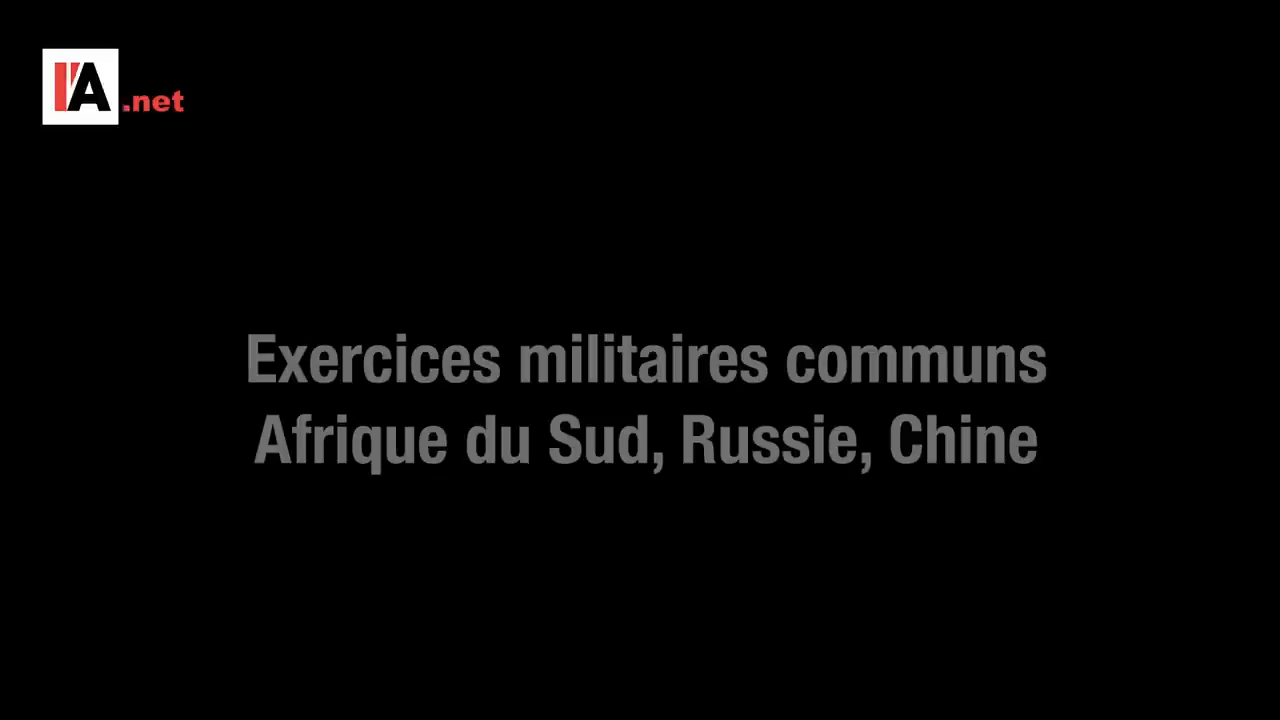 l'A.net
Exercices militaires communs
Afrique du Sud, Russie, Chine